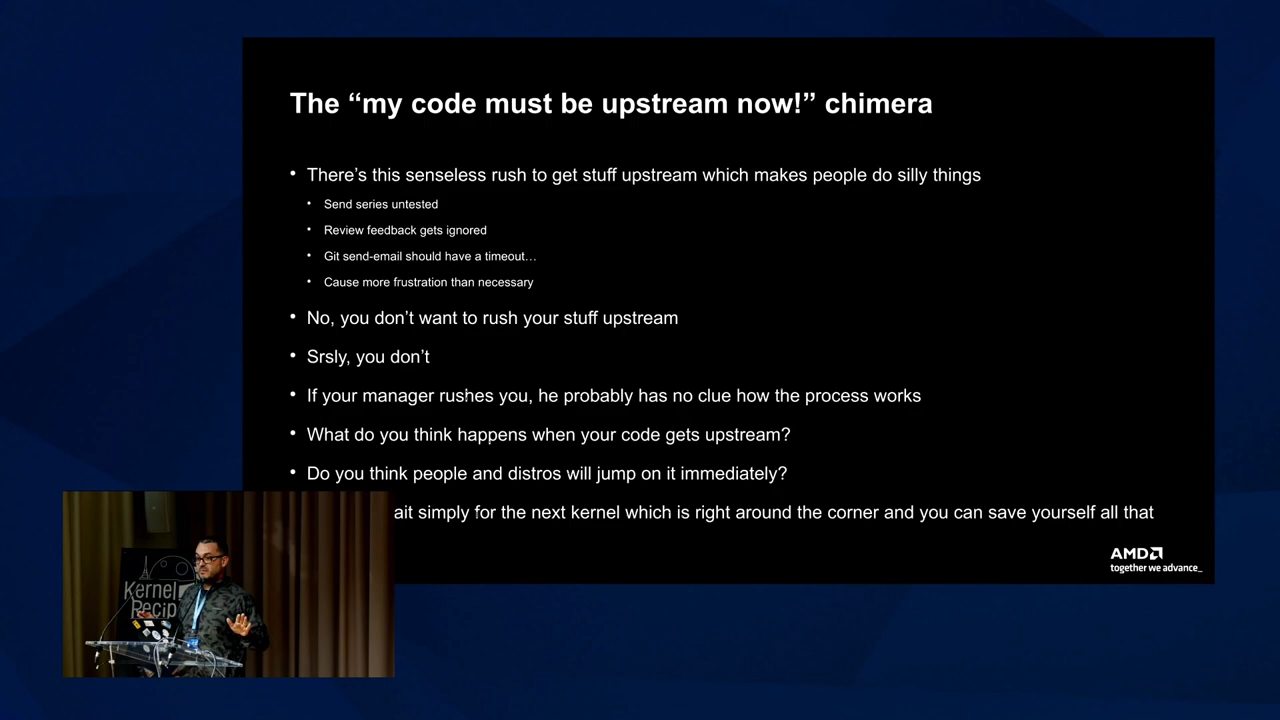 The “my code must be upstream now!” chimera
• There’s this senseless rush to get stuff upstream which makes people do silly things
• Send series untested
• Review feedback gets ignored
• Git send-email should have a timeout…
• Cause more frustration than necessary
• No, you don’t want to rush your stuff upstream
• Srsly, you don’t
• If your manager rushes you, he probably has no clue how the process works
• What do you think happens when your code gets upstream?
• Do you think people and distros will jump on it immediately?
ait simply for the next kernel which is right around the corner and you can save yourself all that
AMD
together we advance_
Kernel
Recip